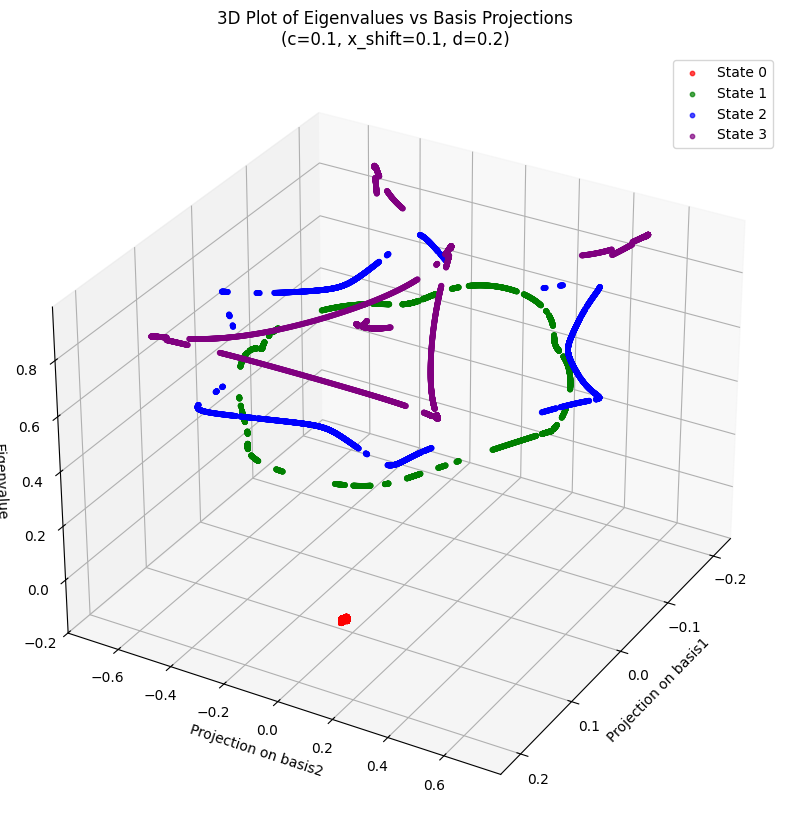 3D Plot of Eigenvalues vs Basis Projections
(c=0.1, x_shift=0.1, d=0.2)
State 0
State 1
State 2
State 3
0.8
0.6
0.4
0.2
0.0
−0.2
Eigenvalue
−0.6
−0.4
−0.2
0.0
0.2
0.4
0.6
Projection on basis2
−0.2
−0.1
0.0
0.1
0.2
Projection on basis1